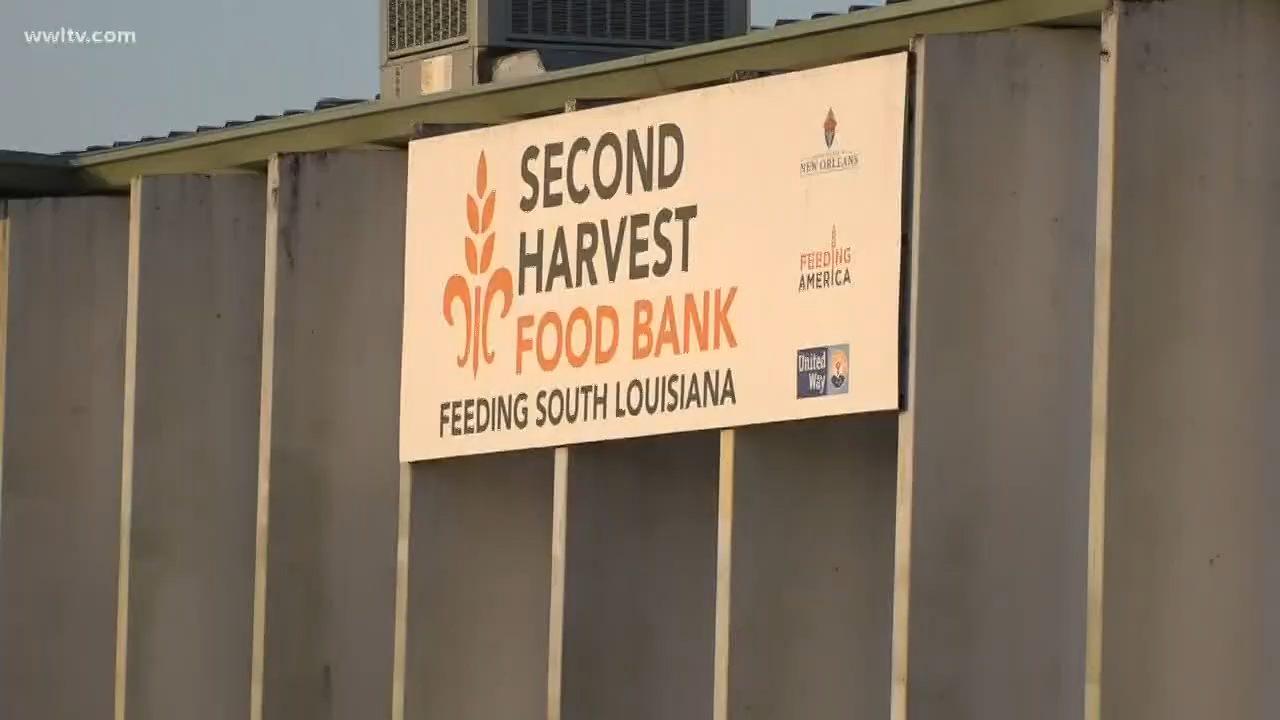 wwltv.com
SECOND
HARVEST
FOOD BANK
FEEDING SOUTH LOUISIANA
NEW ORLEANS
FEEDING
AMERICA
United
Way